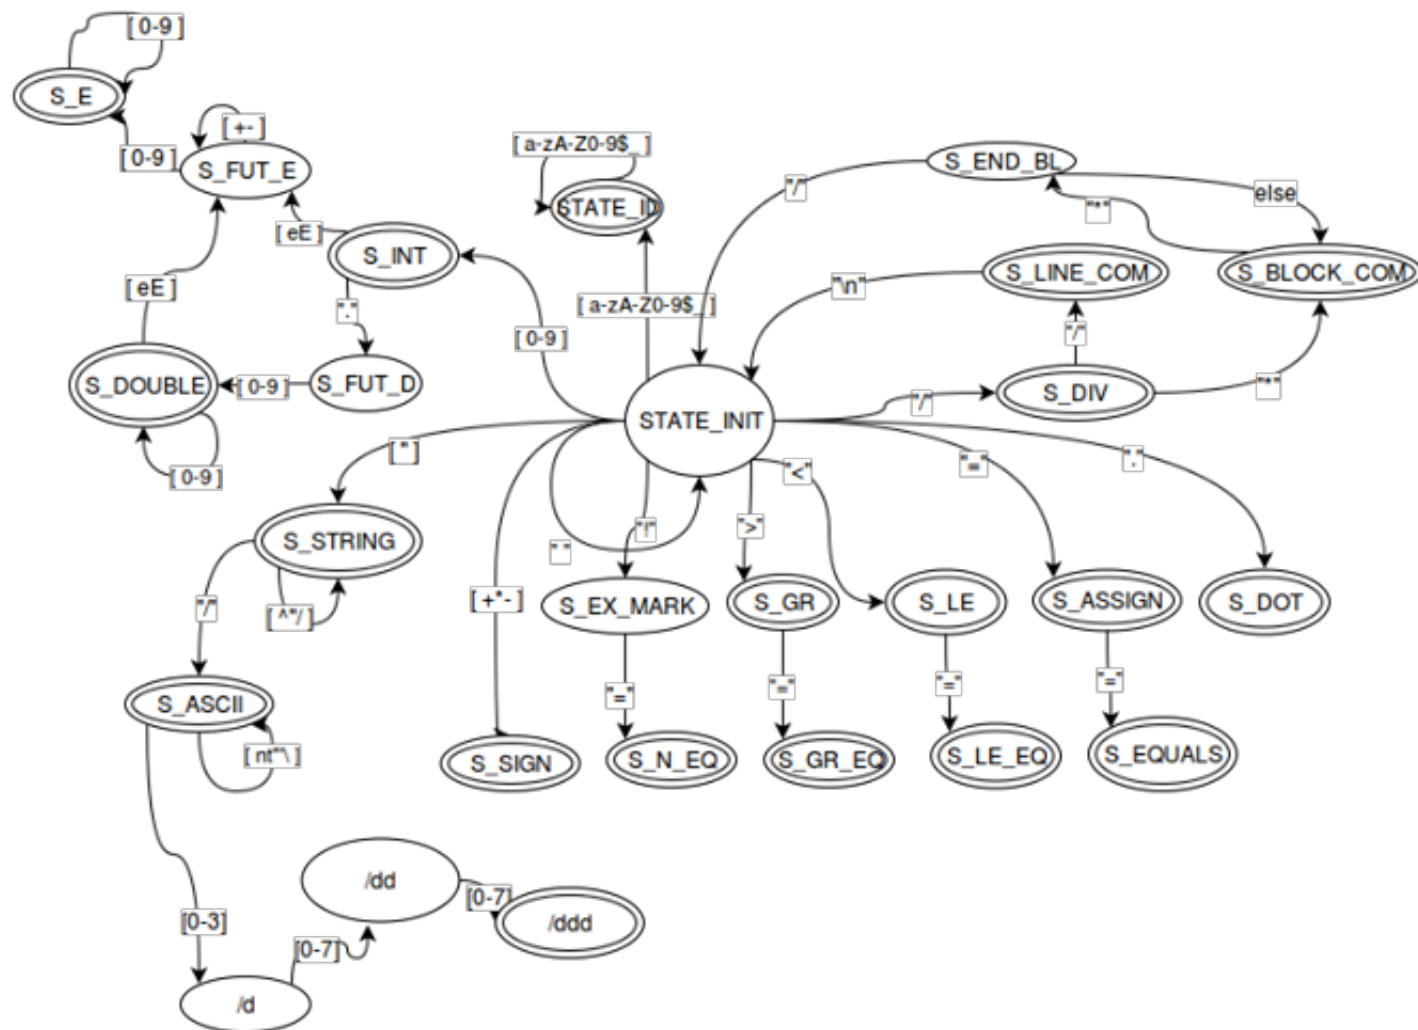 [ 0-9 ]
S_E
[ +- ]
[ 0-9 ]
S_FUT_E
[ a-zA-Z0-9$_ ]
STATE_ID
S_END_BL
"/"
else
"*"
[ eE ]
S_INT
S_LINE_COM
S_BLOCK_COM
[ eE ]
"\n"
[ a-zA-Z0-9$_ ]
"."
[ 0-9 ]
"/"
S_DOUBLE
[ 0-9 ]
S_FUT_D
S_DIV
"*"
"/"
STATE_INIT
[ " ]
"="
"."
"<"
[ 0-9 ]
"!"
">"
S_STRING
" "
[ +*- ]
S_EX_MARK
S_GR
S_LE
S_ASSIGN
S_DOT
"/"
[ ^"/ ]
"="
"="
"="
"="
S_ASCII
[ nt"'\ ]
S_SIGN
S_N_EQ
S_GR_EQ
S_LE_EQ
S_EQUALS
/dd
[0-7]
/ddd
[0-3]
[0-7]
/d